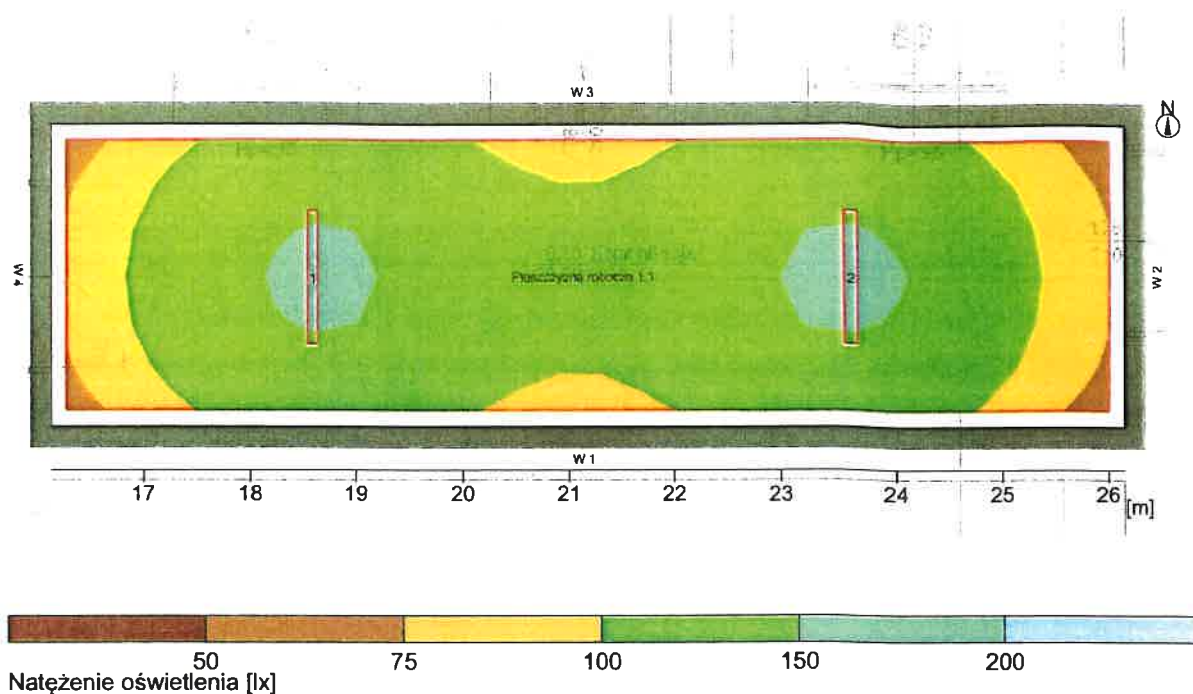 W 3
N
1
Płaszczyzna robocza 1.1
2
W 4
W 2
W 1
17 18 19 20 21 22 23 24 25 26
[m]
50 75 100 150 200
Natężenie oświetlenia [lx]